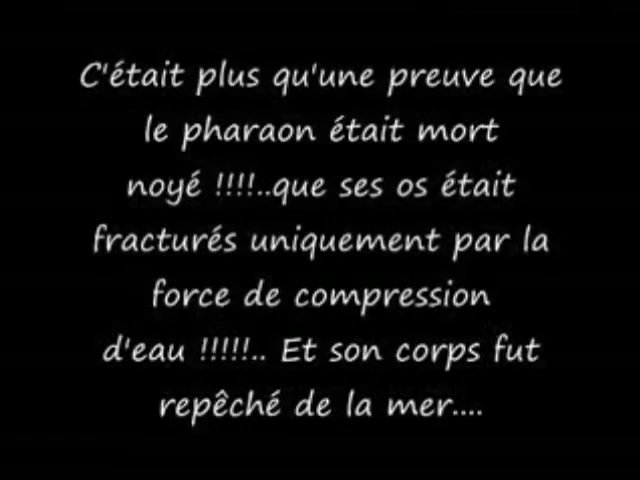 C'était plus qu'une preuve que
le pharaon était mort
noyé !!!!..que ses os était
fracturés uniquement par la
force de compression
d'eau !!!!!.. Et son corps fut
repêché de la mer....